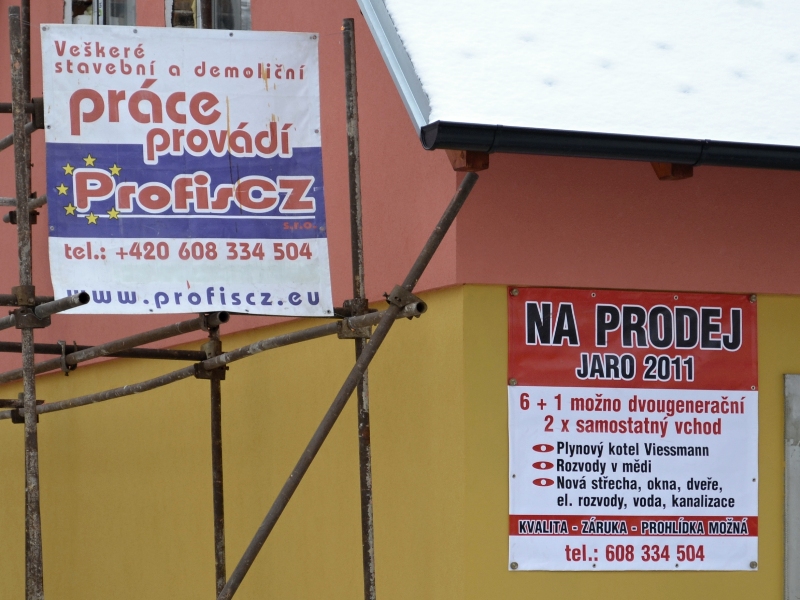 Veškeré
stavební a demoliční
práce
provádí
ProfisCZ
s.r.o.
tel.: +420 608 334 504
www.profiscz.eu
NA PRODEJ
JARO 2011
6 + 1 možno dvougenerační
2 x samostatný vchod
Plynový kotel Viessmann
Rozvody v mědi
Nová střecha, okna, dveře,
el. rozvody, voda, kanalizace
KVALITA - ZÁRUKA - PROHLÍDKA MOŽNÁ
tel.: 608 334 504